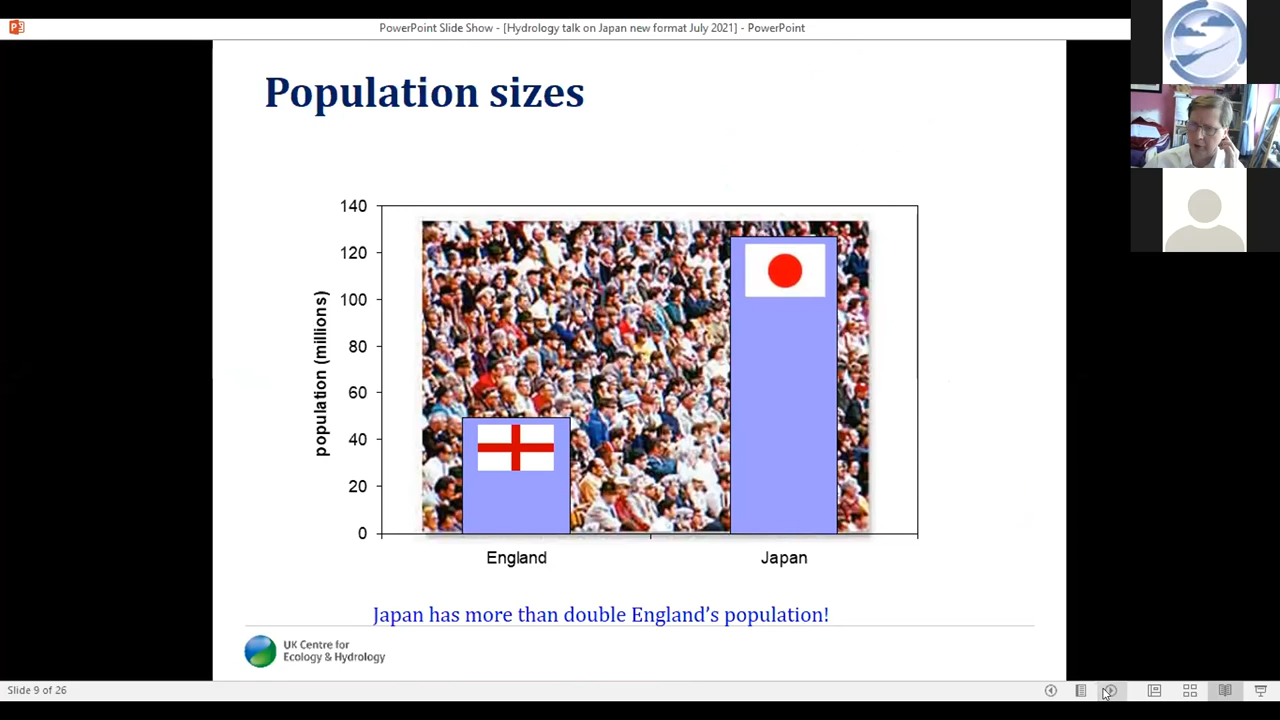 PowerPoint Slide Show - [Hydrology talk on Japan new format July 2021] - PowerPoint
Population sizes
140
120
100
80
60
40
20
0
population (millions)
England
Japan
Japan has more than double England's population!
UK Centre for
Ecology & Hydrology
Slide 9 of 26